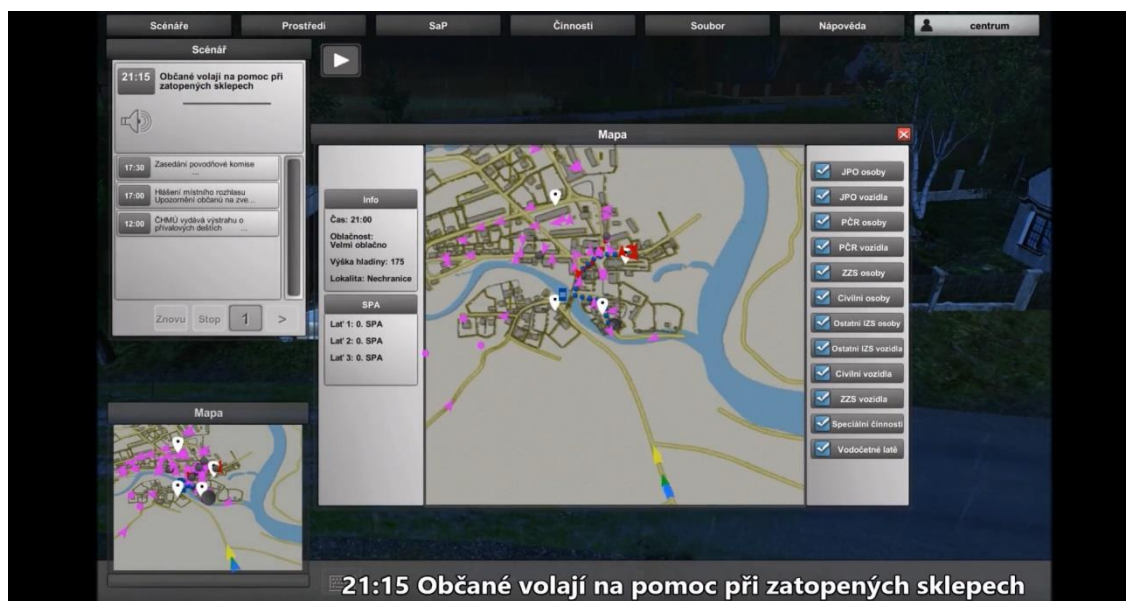 Scénáře
Prostředí
SaP
Činnosti
Soubor
Nápověda
centrum
Scénář
21:15
Občané volají na pomoc při
zatopených sklepech
17:30
Zasedání povodňové komise
...
17:00
Hlášení místního rozhlasu
Upozornění občanů na zve...
12:00
ČHMÚ vydává výstrahu o
přívalových deštích ...
Znovu
Stop
1
>
Mapa
Mapa
Info
Čas: 21:00
Oblačnost:
Velmi oblačno
Výška hladiny: 175
Lokalita: Nechranice
SPA
Lať 1: 0. SPA
Lať 2: 0. SPA
Lať 3: 0. SPA
JPO osoby
JPO vozidla
PČR osoby
PČR vozidla
ZZS osoby
Civilní osoby
Ostatní IZS osoby
Ostatní IZS vozidla
Civilní vozidla
ZZS vozidla
Speciální činnosti
Vodočetné latě
21:15 Občané volají na pomoc při zatopených sklepech